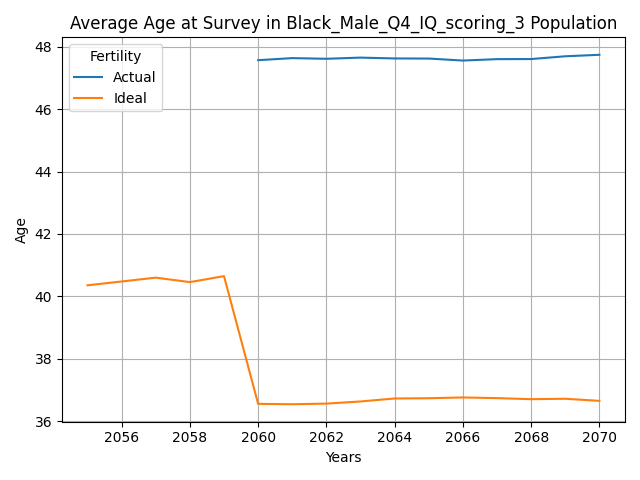 Average Age at Survey in Black_Male_Q4_IQ_scoring_3 Population
Fertility
Actual
Ideal
48
46
44
42
40
38
36
Age
2056 2058 2060 2062 2064 2066 2068 2070
Years